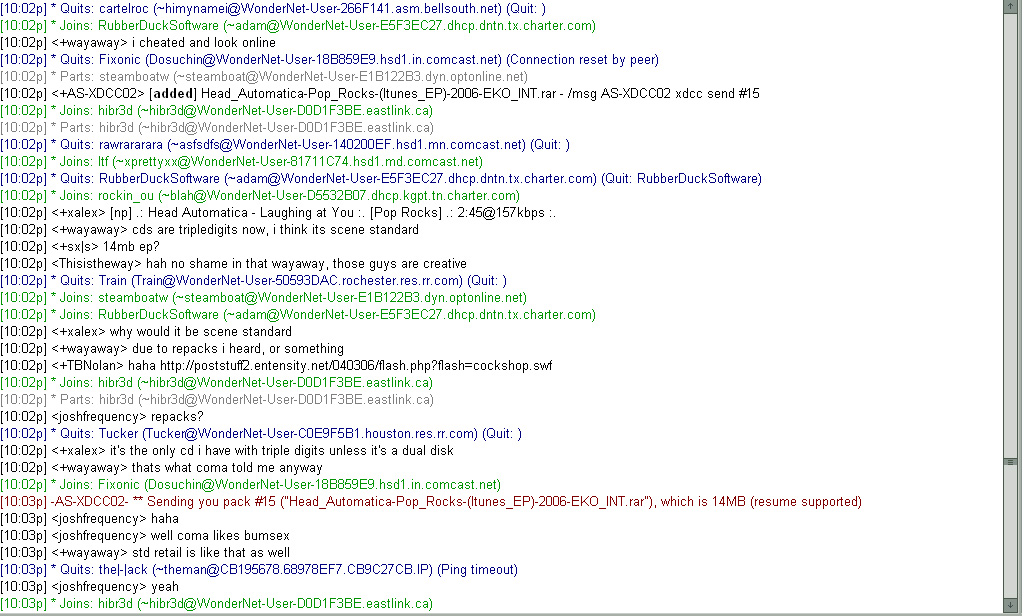 [10:02p] * Quits: cartelroc (~himynamei@WonderNet-User-266F141.asm.bellsouth.net) (Quit: )
[10:02p] * Joins: RubberDuckSoftware (~adam@WonderNet-User-E5F3EC27.dhcp.dntn.tx.charter.com)
[10:02p] <+wayaway> i cheated and look online
[10:02p] * Quits: Fixonic (Dosuchin@WonderNet-User-18B859E9.hsd1.in.comcast.net) (Connection reset by peer)
[10:02p] * Parts: steamboatw (~steamboat@WonderNet-User-E1B122B3.dyn.optonline.net)
[10:02p] <+AS-XDCC02> [added] Head_Automatica-Pop_Rocks-(Itunes_EP)-2006-EKO_INT.rar - /msg AS-XDCC02 xdcc send #15
[10:02p] * Joins: hibr3d (~hibr3d@WonderNet-User-D0D1F3BE.eastlink.ca)
[10:02p] * Parts: hibr3d (~hibr3d@WonderNet-User-D0D1F3BE.eastlink.ca)
[10:02p] * Quits: rawrararara (~asfsdfs@WonderNet-User-140200EF.hsd1.mn.comcast.net) (Quit: )
[10:02p] * Joins: ltf (~xprettyxx@WonderNet-User-81711C74.hsd1.md.comcast.net)
[10:02p] * Quits: RubberDuckSoftware (~adam@WonderNet-User-E5F3EC27.dhcp.dntn.tx.charter.com) (Quit: RubberDuckSoftware)
[10:02p] * Joins: rockin_ou (~blah@WonderNet-User-D5532B07.dhcp.kgpt.tn.charter.com)
[10:02p] <+xalex> [np] .: Head Automatica - Laughing at You :. [Pop Rocks] .: 2:45@157kbps :.
[10:02p] <+wayaway> cds are tripledigits now, i think its scene standard
[10:02p] <+sx|s> 14mb ep?
[10:02p] <Thisistheway> hah no shame in that wayaway, those guys are creative
[10:02p] * Quits: Train (Train@WonderNet-User-50593DAC.rochester.res.rr.com) (Quit: )
[10:02p] * Joins: steamboatw (~steamboat@WonderNet-User-E1B122B3.dyn.optonline.net)
[10:02p] * Joins: RubberDuckSoftware (~adam@WonderNet-User-E5F3EC27.dhcp.dntn.tx.charter.com)
[10:02p] <+xalex> why would it be scene standard
[10:02p] <+wayaway> due to repacks i heard, or something
[10:02p] <+TBNolan> haha http://poststuff2.entensity.net/040306/flash.php?flash=cockshop.swf
[10:02p] * Joins: hibr3d (~hibr3d@WonderNet-User-D0D1F3BE.eastlink.ca)
[10:02p] * Parts: hibr3d (~hibr3d@WonderNet-User-D0D1F3BE.eastlink.ca)
[10:02p] <joshfrequency> repacks?
[10:02p] * Quits: Tucker (Tucker@WonderNet-User-C0E9F5B1.houston.res.rr.com) (Quit: )
[10:02p] <+xalex> it's the only cd i have with triple digits unless it's a dual disk
[10:02p] <+wayaway> thats what coma told me anyway
[10:02p] * Joins: Fixonic (Dosuchin@WonderNet-User-18B859E9.hsd1.in.comcast.net)
[10:03p] -AS-XDCC02- ** Sending you pack #15 ("Head_Automatica-Pop_Rocks-(Itunes_EP)-2006-EKO_INT.rar"), which is 14MB (resume supported)
[10:03p] <joshfrequency> haha
[10:03p] <joshfrequency> well coma likes bumsex
[10:03p] <+wayaway> std retail is like that as well
[10:03p] * Quits: the|-|ack (~theman@CB195678.68978EF7.CB9C27CB.IP) (Ping timeout)
[10:03p] <joshfrequency> yeah
[10:03p] * Joins: hibr3d (~hibr3d@WonderNet-User-D0D1F3BE.eastlink.ca)